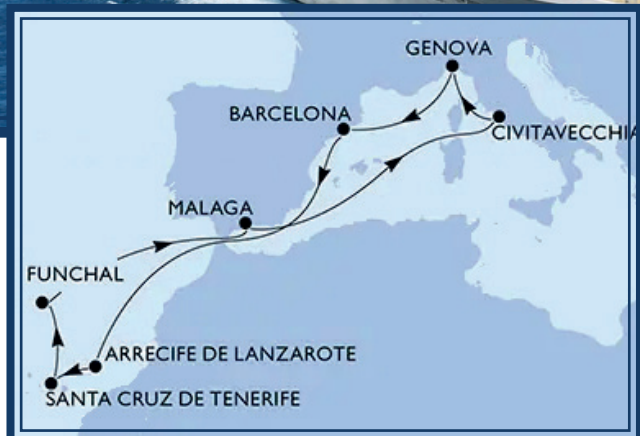 GENOVA
BARCELONA
CIVITAVECCHIA
MALAGA
FUNCHAL
ARRECIFE DE LANZAROTE
SANTA CRUZ DE TENERIFE